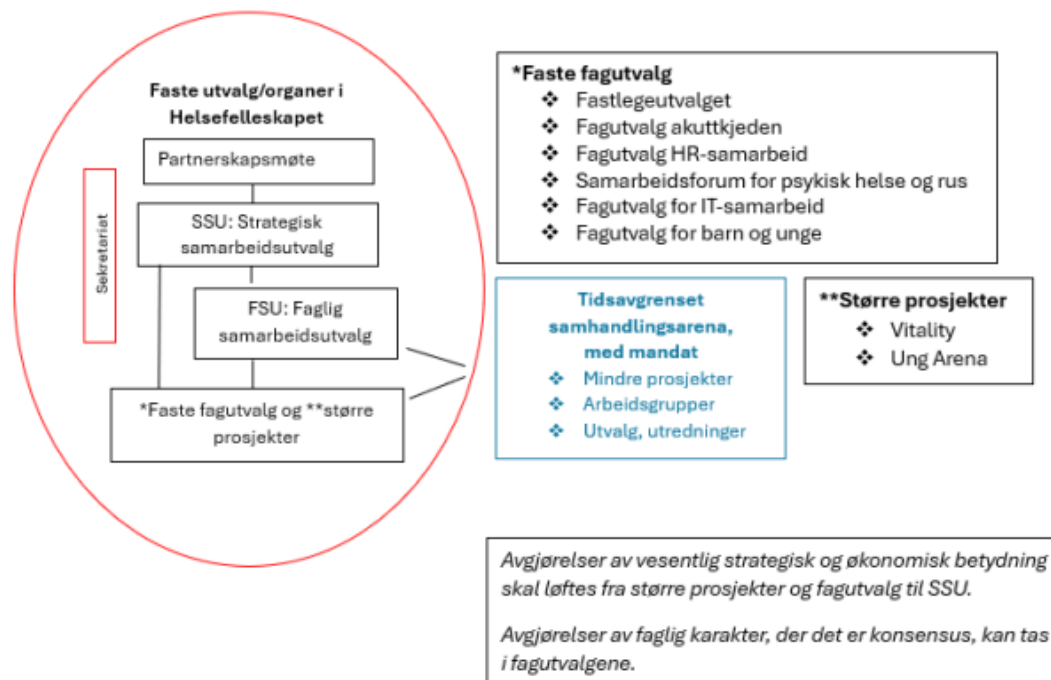 Faste utvalg/organer i
Helsefelleskapet
Partnerskapsmøte
Sekretariat
SSU: Strategisk
samarbeidsutvalg
FSU: Faglig
samarbeidsutvalg
*Faste fagutvalg og **større
prosjekter
*Faste fagutvalg
❖ Fastlegeutvalget
❖ Fagutvalg akuttkjeden
❖ Fagutvalg HR-samarbeid
❖ Samarbeidsforum for psykisk helse og rus
❖ Fagutvalg for IT-samarbeid
❖ Fagutvalg for barn og unge
Tidsavgrenset
samhandlingsarena,
med mandat
❖ Mindre prosjekter
❖ Arbeidsgrupper
❖ Utvalg, utredninger
**Større prosjekter
❖ Vitality
❖ Ung Arena
Avgjørelser av vesentlig strategisk og økonomisk betydning
skal løftes fra større prosjekter og fagutvalg til SSU.
Avgjørelser av faglig karakter, der det er konsensus, kan tas
i fagutvalgene.